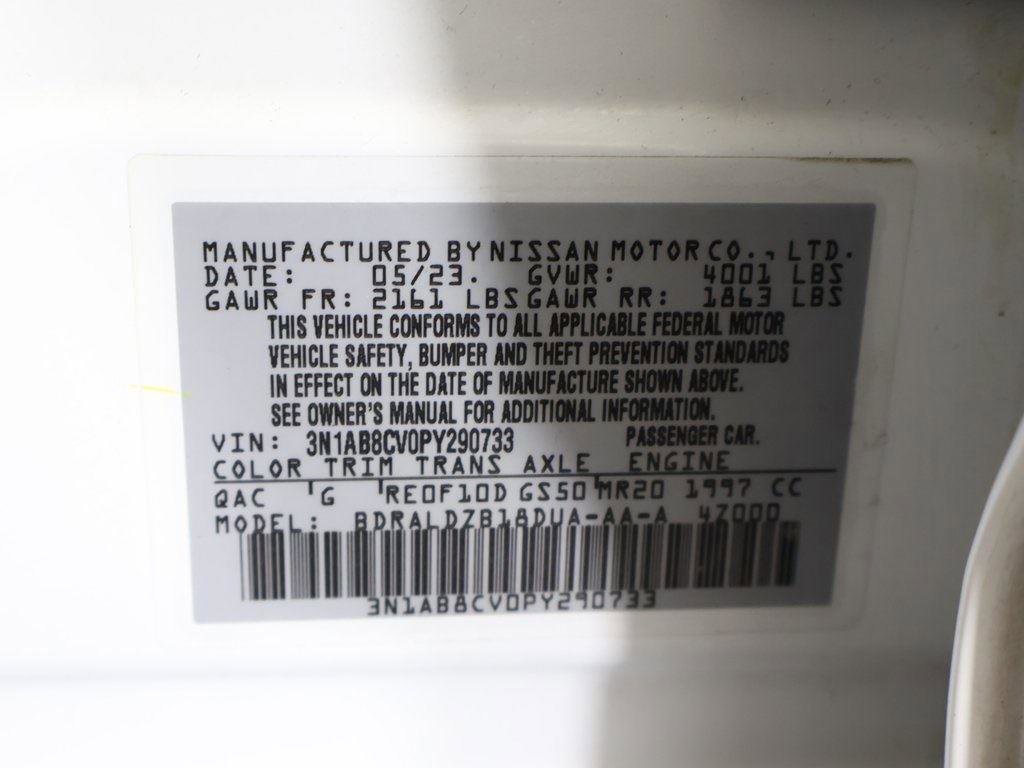 MANUFACTURED BY NISSAN MOTOR CO., LTD.
DATE: 05/23. GVWR: 4001 LBS
GAWR FR: 2161 LBS GAWR RR: 1863 LBS
THIS VEHICLE CONFORMS TO ALL APPLICABLE FEDERAL MOTOR
VEHICLE SAFETY, BUMPER AND THEFT PREVENTION STANDARDS
IN EFFECT ON THE DATE OF MANUFACTURE SHOWN ABOVE.
SEE OWNER'S MANUAL FOR ADDITIONAL INFORMATION.
VIN: 3N1AB8CV0PY290733 PASSENGER CAR.
COLOR TRIM TRANS AXLE ENGINE
QAC G RE0F10D GS50 MR20 1997 CC
MODEL: BDRALDZB18DUA-AA-A 4Z000
3N1AB8CV0PY290733